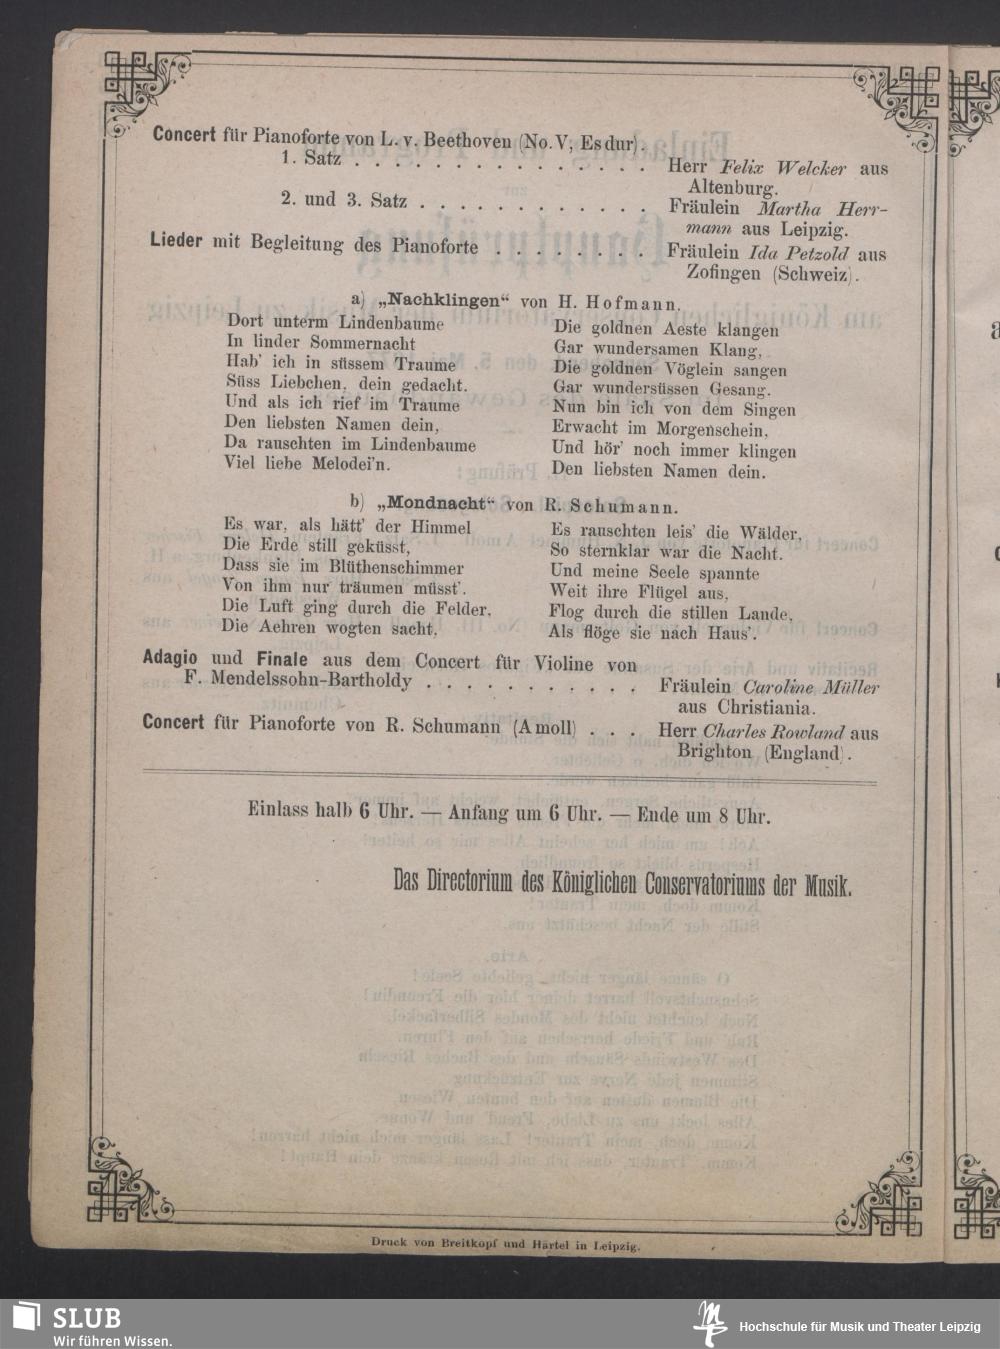 Concert für Pianoforte von L. v. Beethoven (No. V, Es dur).
1. Satz . . . . . . . . . . . . . . . Herr Felix Welcker aus
Altenburg.
2. und 3. Satz . . . . . . . . . . . . Fräulein Martha Herr-
mann aus Leipzig.
Lieder mit Begleitung des Pianoforte . . . . . . . . Fräulein Ida Petzold aus
Zofingen (Schweiz).
a) „Nachklingen“ von H. Hofmann.
Dort unterm Lindenbaume
In linder Sommernacht
Hab' ich in süssem Traume
Süss Liebchen, dein gedacht.
Und als ich rief im Traume
Den liebsten Namen dein,
Da rauschten im Lindenbaume
Viel liebe Melodei'n.
Die goldnen Aeste klangen
Gar wundersamen Klang,
Die goldnen Vöglein sangen
Gar wundersüssen Gesang.
Nun bin ich von dem Singen
Erwacht im Morgenschein,
Und hör' noch immer klingen
Den liebsten Namen dein.
b) „Mondnacht“ von R. Schumann.
Es war, als hätt' der Himmel
Die Erde still geküsst,
Dass sie im Blüthenschimmer
Von ihm nur träumen müsst'.
Die Luft ging durch die Felder,
Die Aehren wogten sacht,
Es rauschten leis' die Wälder,
So sternklar war die Nacht.
Und meine Seele spannte
Weit ihre Flügel aus,
Flog durch die stillen Lande,
Als flöge sie nach Haus'.
Adagio und Finale aus dem Concert für Violine von
F. Mendelssohn-Bartholdy . . . . . . . . . . . Fräulein Caroline Müller
aus Christiania.
Concert für Pianoforte von R. Schumann (A moll) . . . Herr Charles Rowland aus
Brighton (England).
Einlass halb 6 Uhr. — Anfang um 6 Uhr. — Ende um 8 Uhr.
Das Directorium des Königlichen Conservatoriums der Musik.
Druck von Breitkopf und Härtel in Leipzig.
SLUB
Wir führen Wissen.
Hochschule für Musik und Theater Leipzig